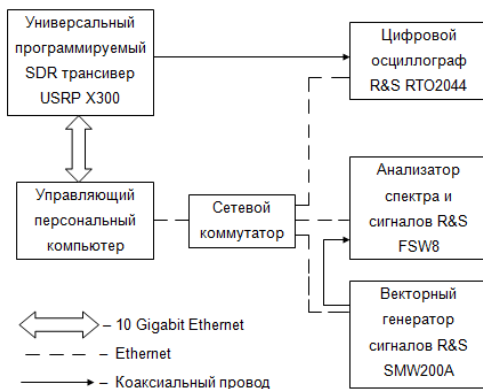 Универсальный
программируемый
SDR трансивер
USRP X300
Цифровой
осциллограф
R&S RTO2044
Управляющий
персональный
компьютер
Сетевой
коммутатор
Анализатор
спектра и
сигналов R&S
FSW8
Векторный
генератор
сигналов R&S
SMW200A
– 10 Gigabit Ethernet
– Ethernet
– Коаксиальный провод